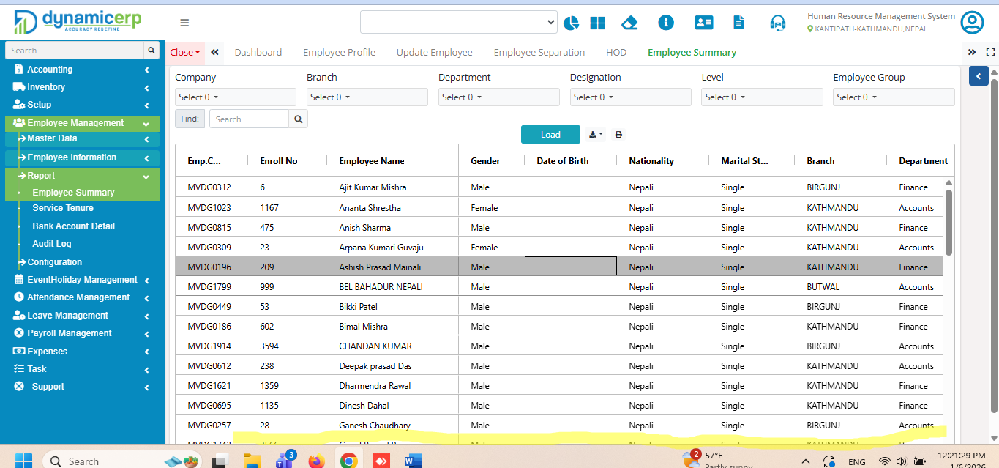 dynamicerp
ACCURACY REDEFINE
Human Resource Management System
KANTIPATH-KATHMANDU,NEPAL
Search
Accounting
Inventory
Setup
Employee Management
Master Data
Employee Information
Report
Employee Summary
Service Tenure
Bank Account Detail
Audit Log
Configuration
EventHoliday Management
Attendance Management
Leave Management
Payroll Management
Expenses
Task
Support
Close Dashboard Employee Profile Update Employee Employee Separation HOD Employee Summary
Company Branch Department Designation Level Employee Group
Select 0 Select 0 Select 0 Select 0 Select 0 Select 0
Find: Search
Load
Emp.C... Enroll No Employee Name Gender Date of Birth Nationality Marital St... Branch Department
MVDG0312 6 Ajit Kumar Mishra Male Nepali Single BIRGUNJ Finance
MVDG1023 1167 Ananta Shrestha Female Nepali Single KATHMANDU Accounts
MVDG0815 475 Anish Sharma Male Nepali Single KATHMANDU Finance
MVDG0309 23 Arpana Kumari Guvaju Female Nepali Single KATHMANDU Accounts
MVDG0196 209 Ashish Prasad Mainali Male Nepali Single KATHMANDU Finance
MVDG1799 999 BEL BAHADUR NEPALI Male Nepali Single BUTWAL Accounts
MVDG0449 53 Bikki Patel Male Nepali Single BIRGUNJ Finance
MVDG0186 602 Bimal Mishra Male Nepali Single KATHMANDU Finance
MVDG1914 3594 CHANDAN KUMAR Male Nepali Single BIRGUNJ Accounts
MVDG0612 238 Deepak prasad Das Male Nepali Single KATHMANDU Accounts
MVDG1621 1359 Dharmendra Rawal Male Nepali Single KATHMANDU Finance
MVDG0695 1135 Dinesh Dahal Male Nepali Single KATHMANDU Finance
MVDG0257 28 Ganesh Chaudhary Male Nepali Single BIRGUNJ Accounts
Search
3
2
57°F
Partly sunny
ENG
12:21:29 PM
1/6/2026